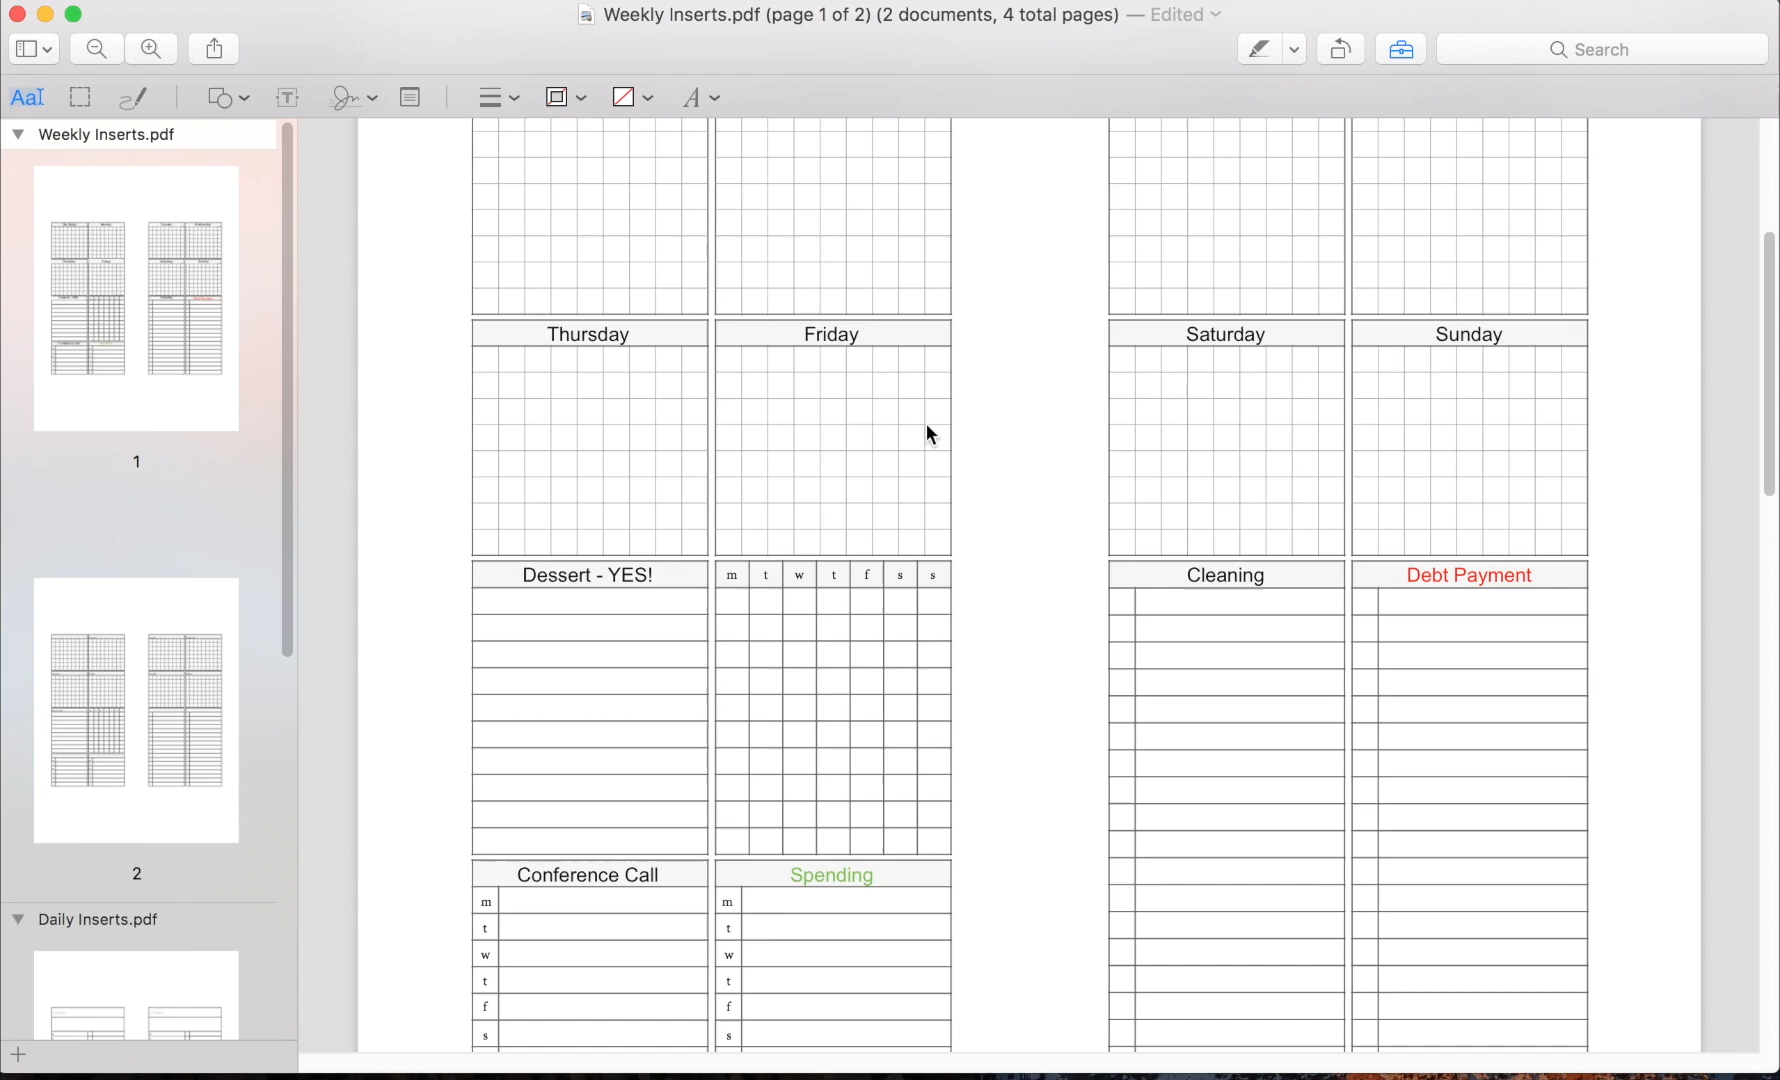 Weekly Inserts.pdf (page 1 of 2) (2 documents, 4 total pages) — Edited
Search
AaI
T
A
Weekly Inserts.pdf
1
2
Daily Inserts.pdf
Thursday
Friday
Saturday
Sunday
Dessert - YES!
m t w t f s s
Cleaning
Debt Payment
Conference Call
Spending
m
m
t
t
w
w
t
t
f
f
s
s